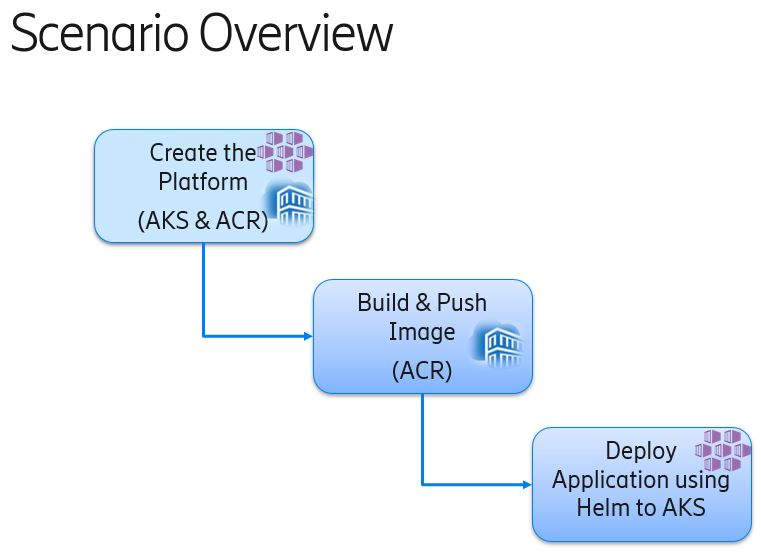 Scenario Overview
Create the
Platform
(AKS & ACR)
Build & Push
Image
(ACR)
Deploy
Application using
Helm to AKS